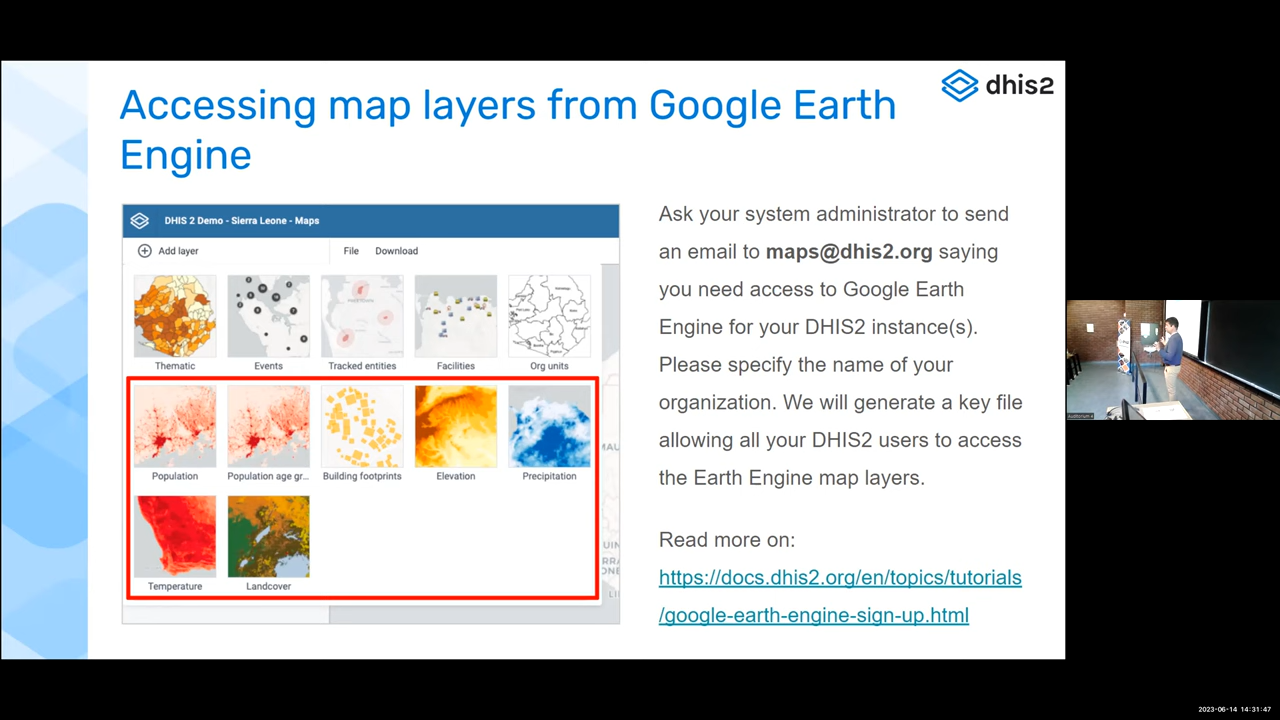 Accessing map layers from Google Earth
Engine
dhis2
DHIS 2 Demo - Sierra Leone - Maps
Add layer
File
Download
Thematic
Events
Tracked entities
Facilities
Org units
Population
Population age gr...
Building footprints
Elevation
Precipitation
Temperature
Landcover
Ask your system administrator to send
an email to maps@dhis2.org saying
you need access to Google Earth
Engine for your DHIS2 instance(s).
Please specify the name of your
organization. We will generate a key file
allowing all your DHIS2 users to access
the Earth Engine map layers.
Read more on:
https://docs.dhis2.org/en/topics/tutorials
/google-earth-engine-sign-up.html
2023-06-14 14:31:47